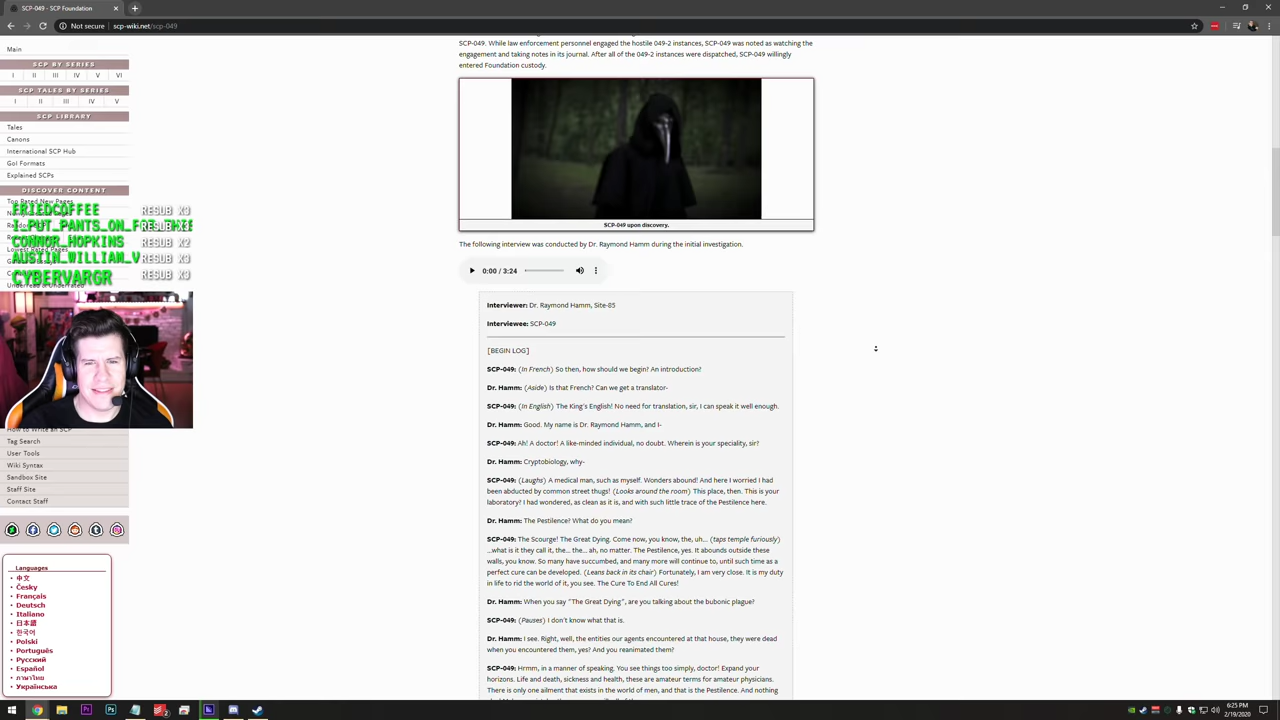 SCP-049 - SCP Foundation
Not secure
scp-wiki.net/scp-049
Main
SCP BY SERIES
I II III IV V VI
SCP TALES BY SERIES
I II III IV V
SCP LIBRARY
Tales
Canons
International SCP Hub
GoI Formats
Explained SCPs
DISCOVER CONTENT
Top Rated New Pages
FRIEDCOFFEE RESUB X3
I_PUT_PANTS_ON_FOR_THIS
CONNOR_HOPKINS RESUB X2
AUSTIN_WILLIAM_V RESUB X3
CYBERVARGR RESUB X3
How to Write an SCP
Tag Search
User Tools
Wiki Syntax
Sandbox Site
Staff Site
Contact Staff
Languages
中文
Česky
Français
Deutsch
Italiano
日本語
한국어
Polski
Português
Русский
Español
ภาษาไทย
Українська
SCP-049. While law enforcement personnel engaged the hostile 049-2 instances, SCP-049 was noted as watching the
engagement and taking notes in its journal. After all of the 049-2 instances were dispatched, SCP-049 willingly
entered Foundation custody.
SCP-049 upon discovery.
The following interview was conducted by Dr. Raymond Hamm during the initial investigation.
0:00 / 3:24
Interviewer: Dr. Raymond Hamm, Site-85
Interviewee: SCP-049
[BEGIN LOG]
SCP-049: (In French) So then, how should we begin? An introduction?
Dr. Hamm: (Aside) Is that French? Can we get a translator-
SCP-049: (In English) The King's English! No need for translation, sir, I can speak it well enough.
Dr. Hamm: Good. My name is Dr. Raymond Hamm, and I-
SCP-049: Ah! A doctor! A like-minded individual, no doubt. Wherein is your speciality, sir?
Dr. Hamm: Cryptobiology, why-
SCP-049: (Laughs) A medical man, such as myself. Wonders abound! And here I worried I had
been abducted by common street thugs! (Looks around the room) This place, then. This is your
laboratory? I had wondered, as clean as it is, and with such little trace of the Pestilence here.
Dr. Hamm: The Pestilence? What do you mean?
SCP-049: The Scourge! The Great Dying. Come now, you know, the, uh... (taps temple furiously)
...what is it they call it, the... the... ah, no matter. The Pestilence, yes. It abounds outside these
walls, you know. So many have succumbed, and many more will continue to, until such time as a
perfect cure can be developed. (Leans back in its chair) Fortunately, I am very close. It is my duty
in life to rid the world of it, you see. The Cure To End All Cures!
Dr. Hamm: When you say "The Great Dying", are you talking about the bubonic plague?
SCP-049: (Pauses) I don't know what that is.
Dr. Hamm: I see. Right, well, the entities our agents encountered at that house, they were dead
when you encountered them, yes? And you reanimated them?
SCP-049: Hrmm, in a manner of speaking. You see things too simply, doctor! Expand your
horizons. Life and death, sickness and health, these are amateur terms for amateur physicians.
There is only one ailment that exists in the world of men, and that is the Pestilence. And nothing
6:25 PM
2/19/2020